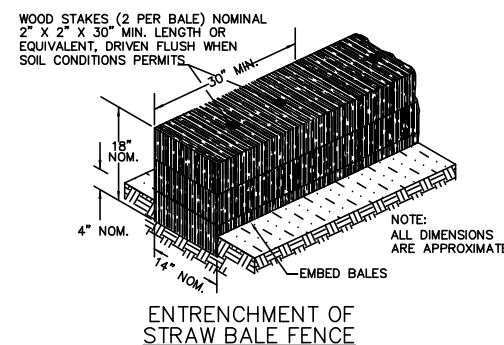 WOOD STAKES (2 PER BALE) NOMINAL
2" X 2" X 30" MIN. LENGTH OR
EQUIVALENT, DRIVEN FLUSH WHEN
SOIL CONDITIONS PERMITS
30" MIN.
18"
NOM.
4" NOM.
14" NOM.
NOTE:
ALL DIMENSIONS
ARE APPROXIMATE
EMBED BALES
ENTRENCHMENT OF
STRAW BALE FENCE